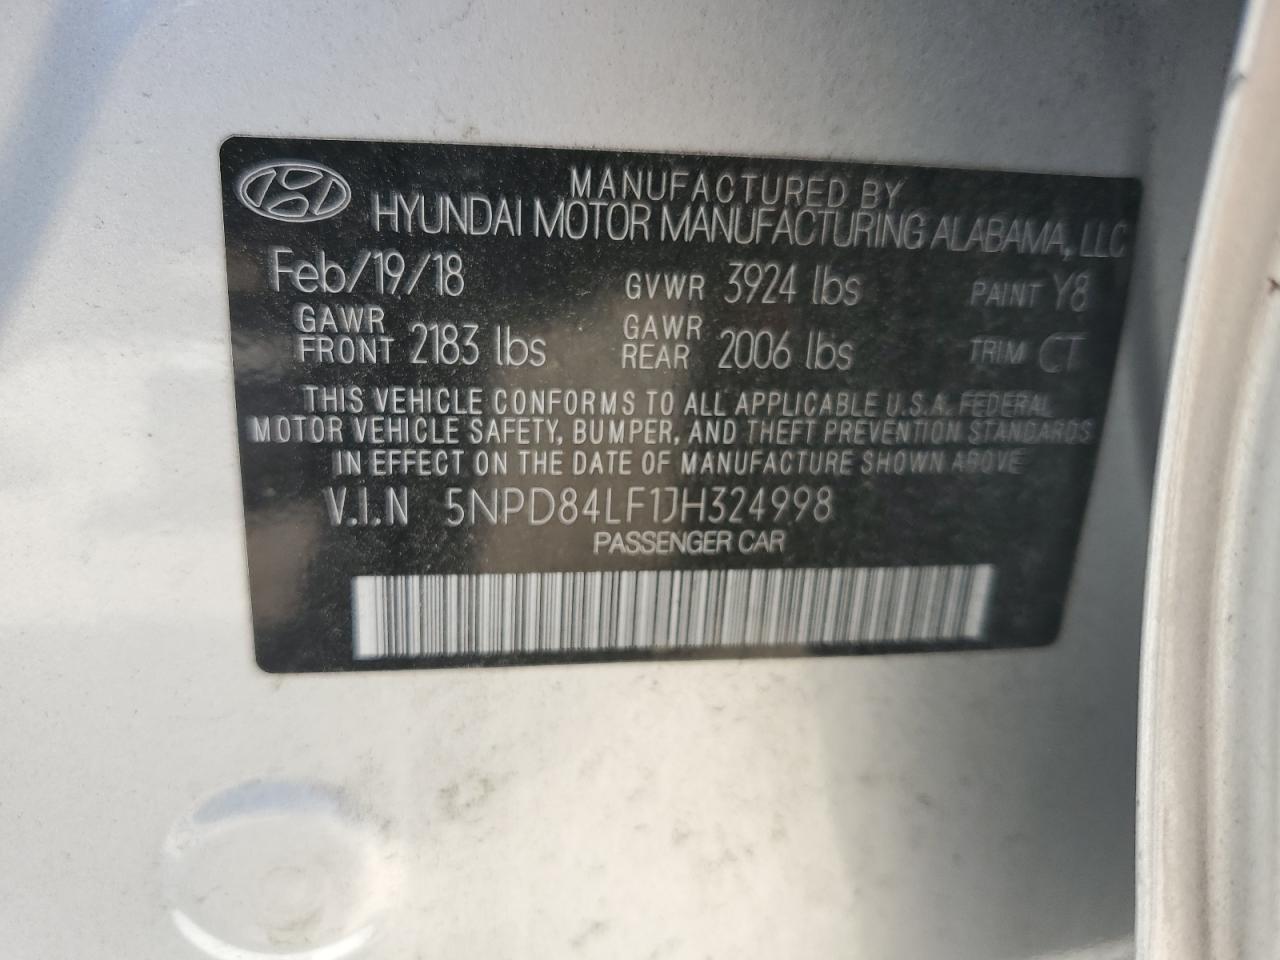 MANUFACTURED BY
HYUNDAI MOTOR MANUFACTURING ALABAMA, LLC
Feb/19/18 GVWR 3924 lbs PAINT Y8
GAWR FRONT 2183 lbs GAWR REAR 2006 lbs TRIM CT
THIS VEHICLE CONFORMS TO ALL APPLICABLE U.S.A. FEDERAL
MOTOR VEHICLE SAFETY, BUMPER, AND THEFT PREVENTION STANDARDS
IN EFFECT ON THE DATE OF MANUFACTURE SHOWN ABOVE
V.I.N 5NPD84LF1JH324998
PASSENGER CAR